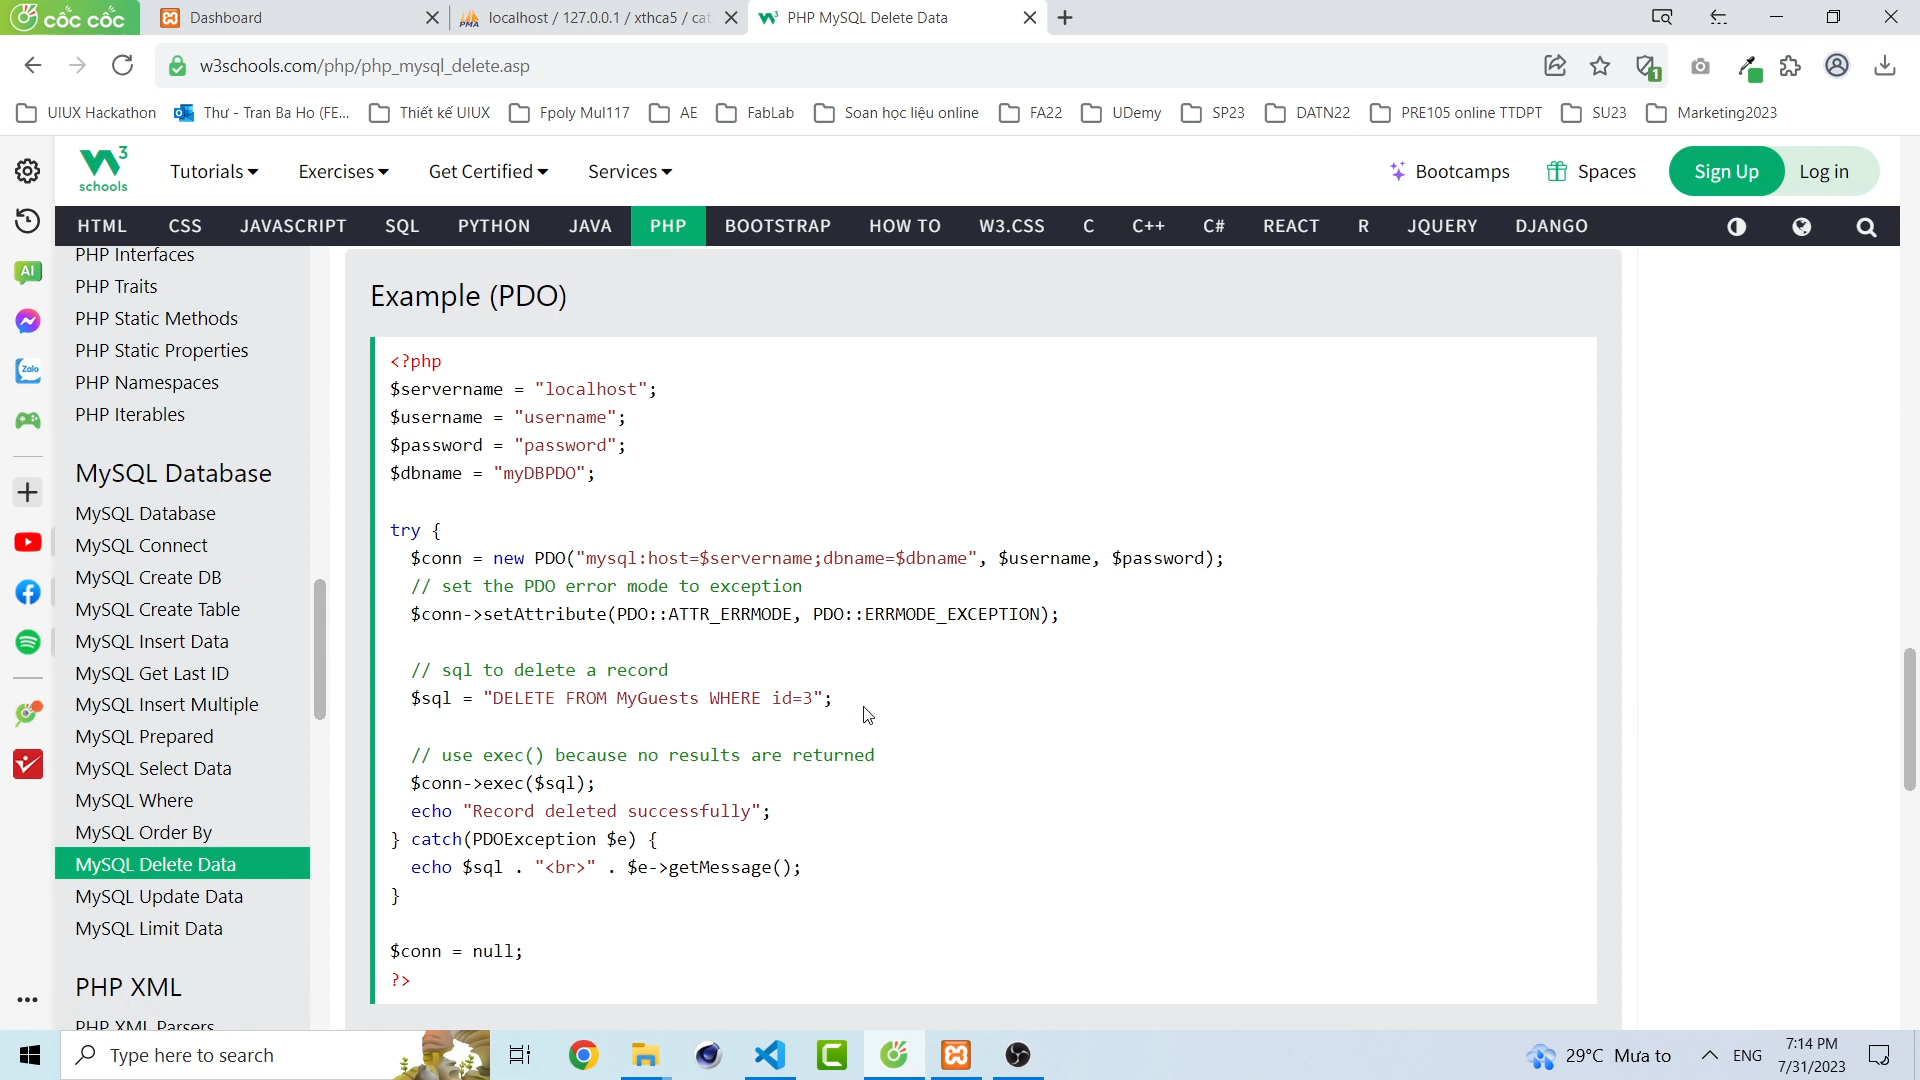 cốc cốc
Dashboard
localhost / 127.0.0.1 / xthca5 / cat
PHP MySQL Delete Data
w3schools.com/php/php_mysql_delete.asp
1
UIUX Hackathon
Thư - Tran Ba Ho (FE...
Thiết kế UIUX
Fpoly Mul117
AE
FabLab
Soan học liệu online
FA22
UDemy
SP23
DATN22
PRE105 online TTDPT
SU23
Marketing2023
schools
Tutorials
Exercises
Get Certified
Services
Bootcamps
Spaces
Sign Up
Log in
HTML
CSS
JAVASCRIPT
SQL
PYTHON
JAVA
PHP
BOOTSTRAP
HOW TO
W3.CSS
C
C++
C#
REACT
R
JQUERY
DJANGO
AI
Zalo
PHP Interfaces
PHP Traits
PHP Static Methods
PHP Static Properties
PHP Namespaces
PHP Iterables
MySQL Database
MySQL Database
MySQL Connect
MySQL Create DB
MySQL Create Table
MySQL Insert Data
MySQL Get Last ID
MySQL Insert Multiple
MySQL Prepared
MySQL Select Data
MySQL Where
MySQL Order By
MySQL Delete Data
MySQL Update Data
MySQL Limit Data
PHP XML
PHP XML Parsers
Example (PDO)
<?php
$servername = "localhost";
$username = "username";
$password = "password";
$dbname = "myDBPDO";
try {
$conn = new PDO("mysql:host=$servername;dbname=$dbname", $username, $password);
// set the PDO error mode to exception
$conn->setAttribute(PDO::ATTR_ERRMODE, PDO::ERRMODE_EXCEPTION);
// sql to delete a record
$sql = "DELETE FROM MyGuests WHERE id=3";
// use exec() because no results are returned
$conn->exec($sql);
echo "Record deleted successfully";
} catch(PDOException $e) {
echo $sql . "<br>" . $e->getMessage();
}
$conn = null;
?>
Type here to search
29°C Mưa to
ENG
7:14 PM
7/31/2023